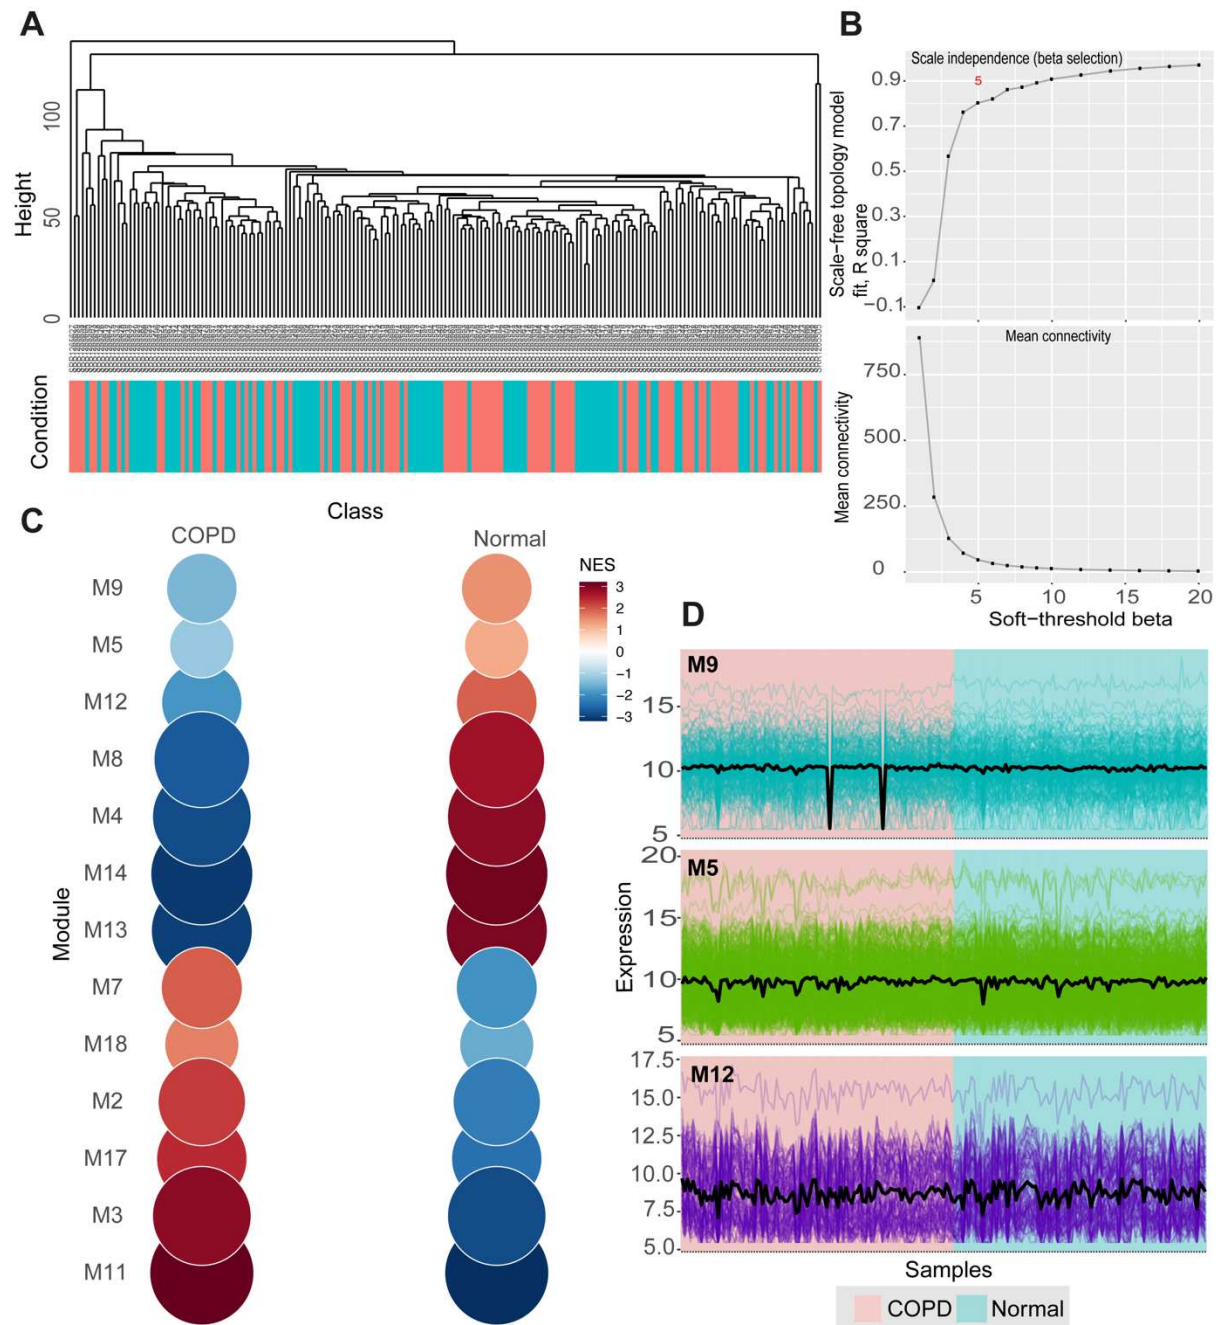 A
Height
0
50
100
Condition
B
Scale independence (beta selection)
Scale-free topology model
fit, R square
0.9
0.7
0.5
0.3
0.1
−0.1
5
Mean connectivity
Mean connectivity
750
500
250
0
5 10 15 20
Soft-threshold beta
C
Class
COPD Normal
Module
M9
M5
M12
M8
M4
M14
M13
M7
M18
M2
M17
M3
M11
NES
3
2
1
0
−1
−2
−3
D
Expression
M9
15
10
5
M5
20
15
10
5
M12
17.5
15.0
12.5
10.0
7.5
5.0
Samples
COPD Normal